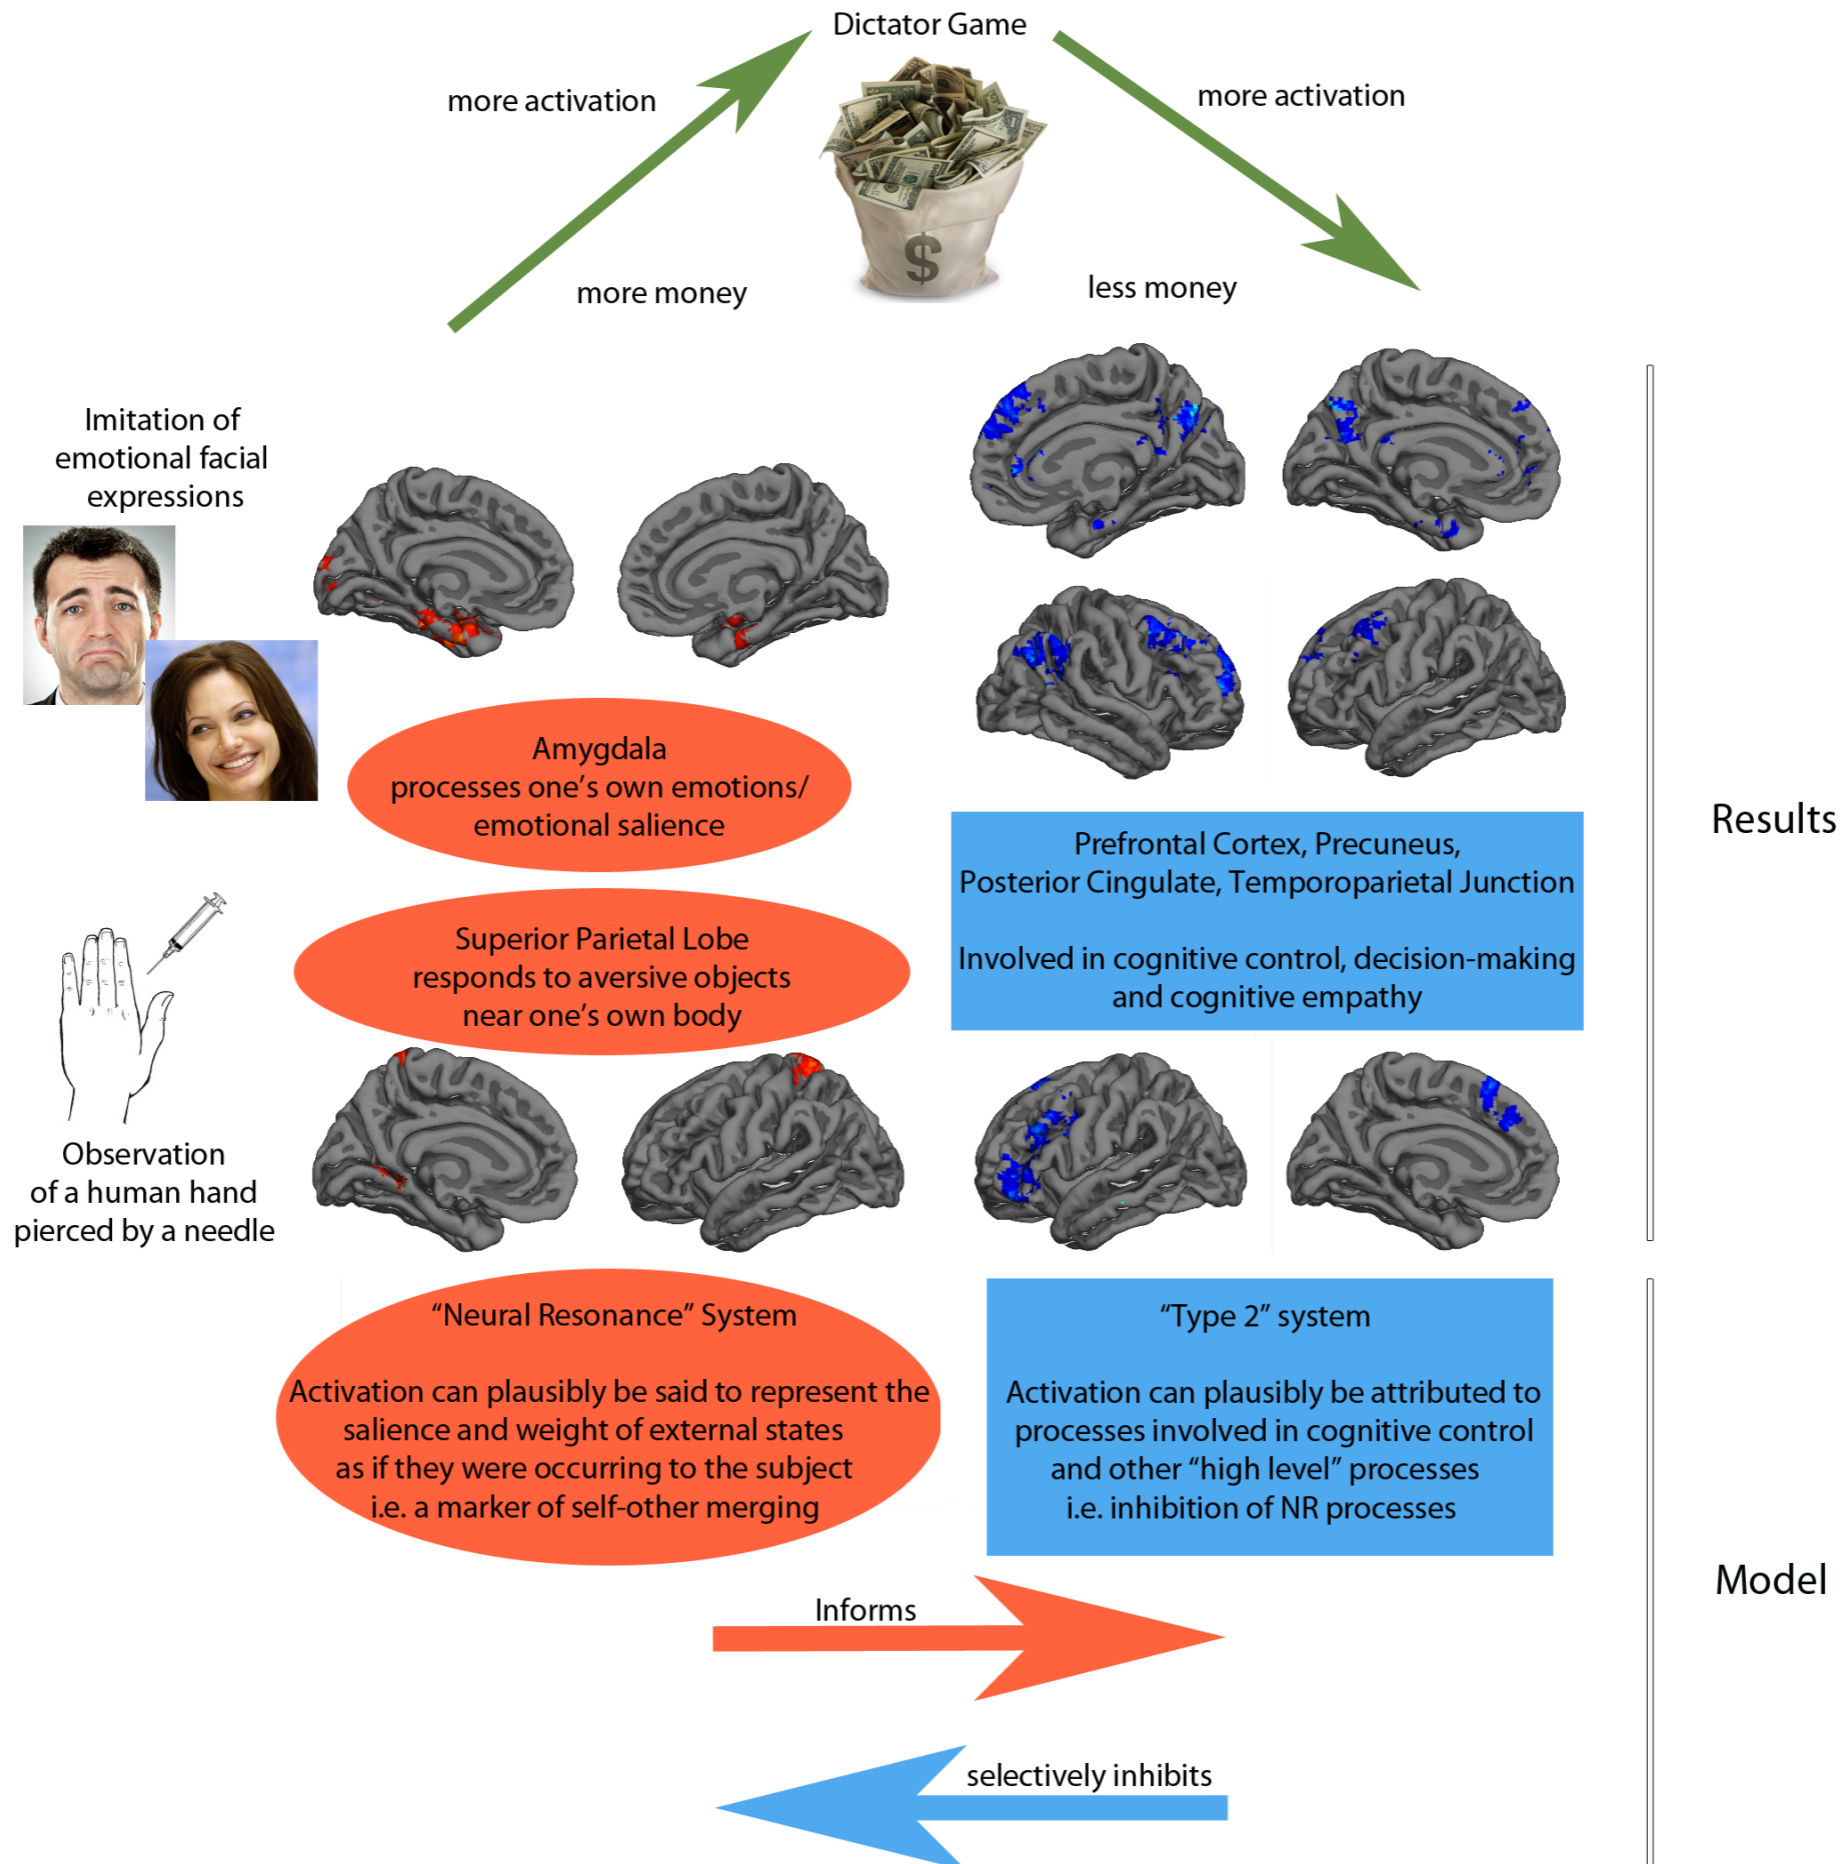 Dictator Game
more activation
more activation
more money
less money
$
Imitation of
emotional facial
expressions
Amygdala
processes one’s own emotions/
emotional salience
Superior Parietal Lobe
responds to aversive objects
near one’s own body
Prefrontal Cortex, Precuneus,
Posterior Cingulate, Temporoparietal Junction
Involved in cognitive control, decision-making
and cognitive empathy
Results
Observation
of a human hand
pierced by a needle
“Neural Resonance” System
Activation can plausibly be said to represent the
salience and weight of external states
as if they were occurring to the subject
i.e. a marker of self-other merging
“Type 2” system
Activation can plausibly be attributed to
processes involved in cognitive control
and other “high level” processes
i.e. inhibition of NR processes
Model
Informs
selectively inhibits